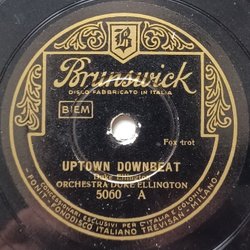 B
Brunswick
DISCO FABBRICATO IN ITALIA
BIEM
Fox trot
UPTOWN DOWNBEAT
Duke Ellington
ORCHESTRA DUKE ELLINGTON
5060 - A
CONCESSIONARI ESCLUSIVI PER L'ITALIA E COLONIE
- FONIT - FONODISCO ITALIANO TREVISAN - MILANO -